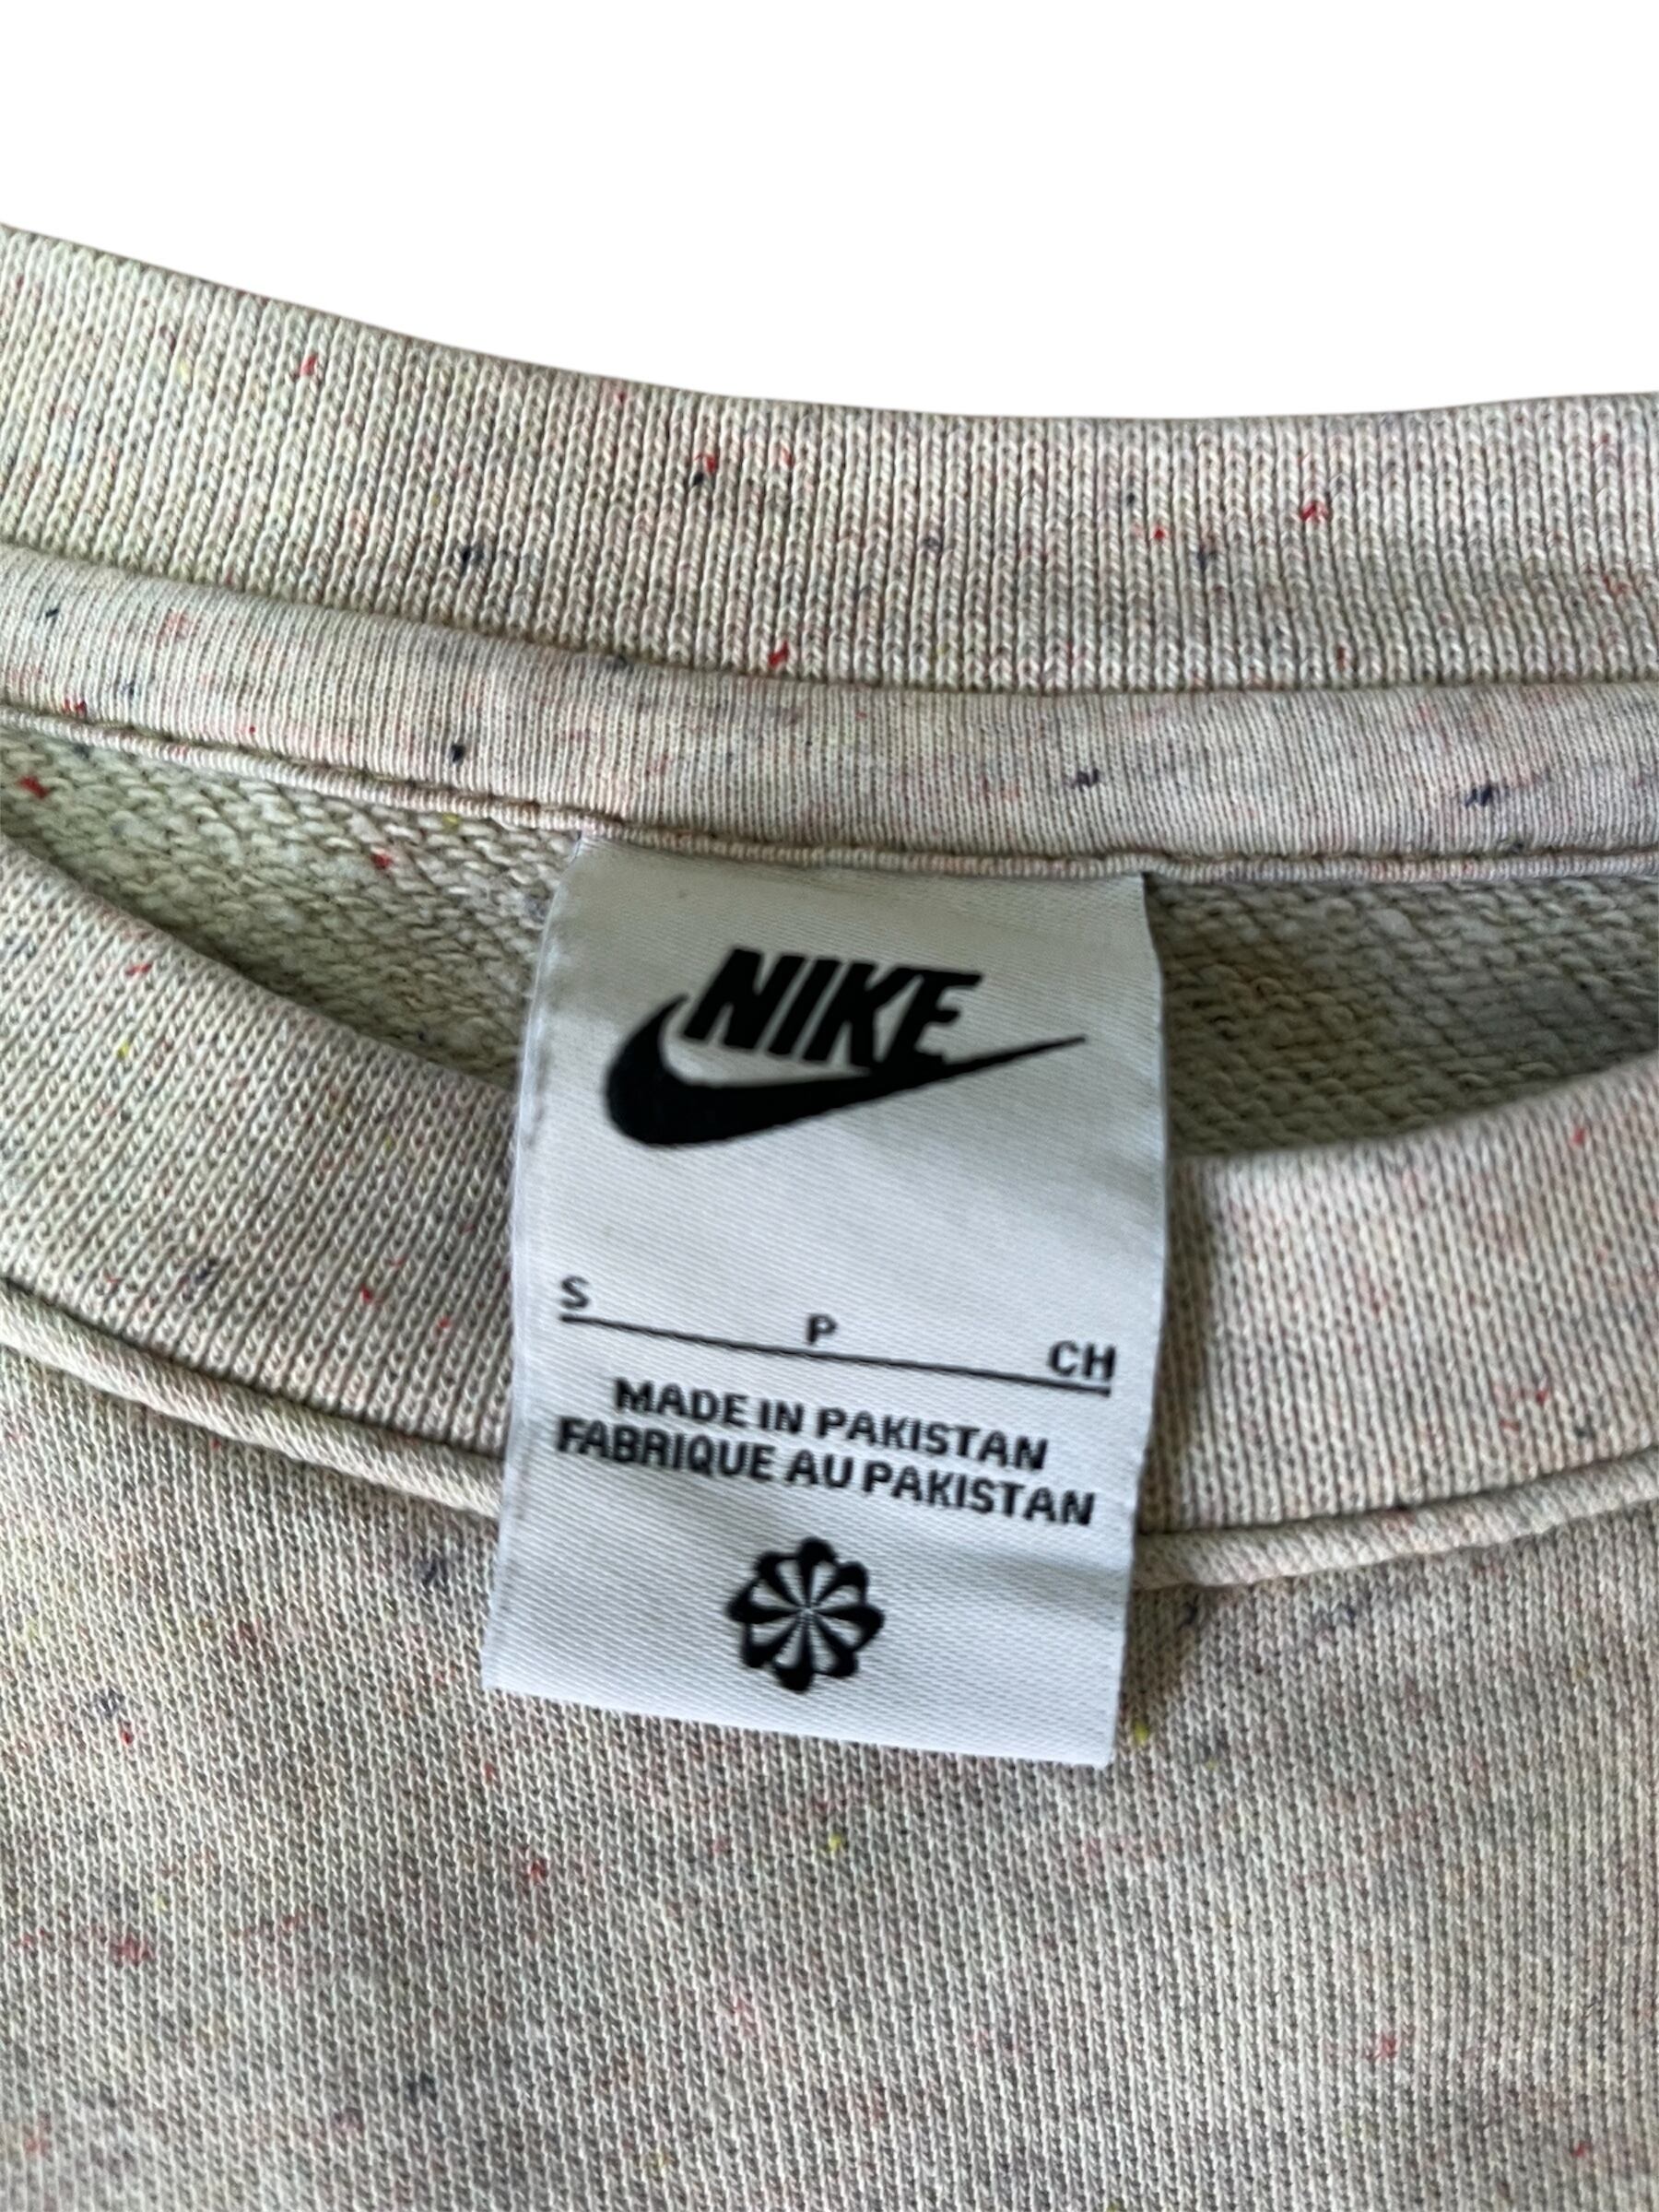 NIKE
S P CH
MADE IN PAKISTAN
FABRIQUE AU PAKISTAN